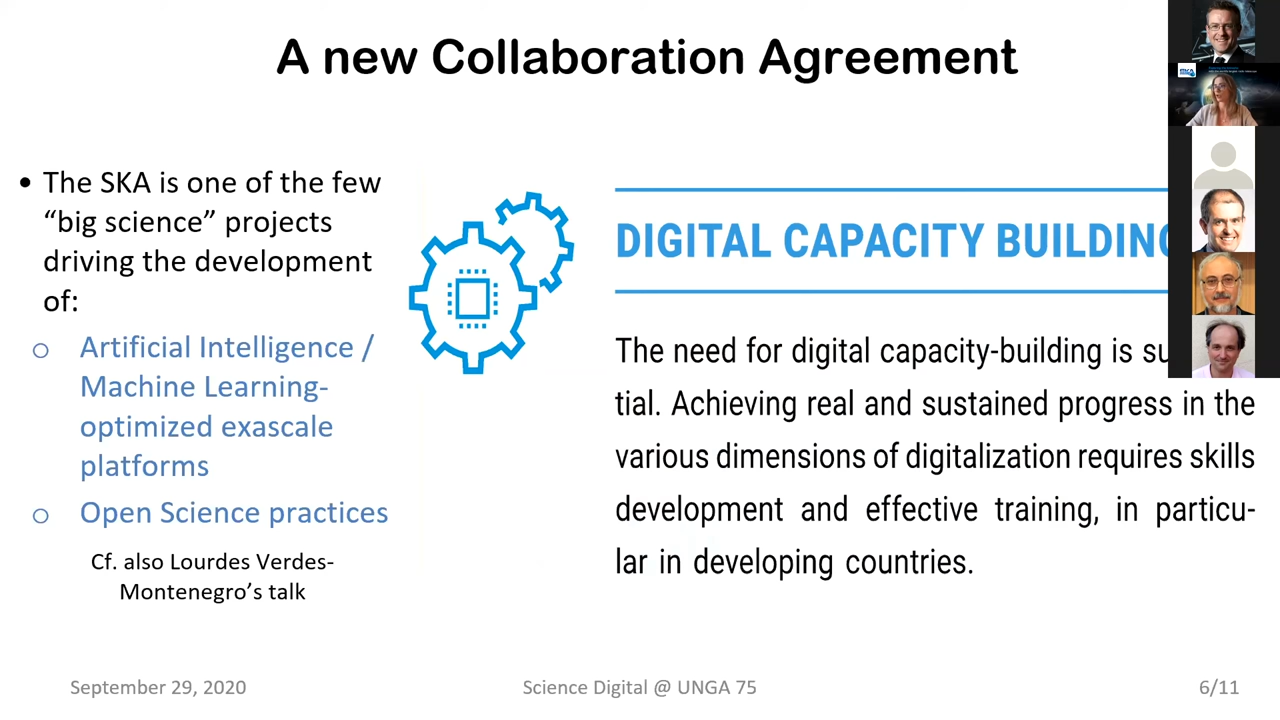 A new Collaboration Agreement
• The SKA is one of the few
“big science” projects
driving the development
of:
o Artificial Intelligence /
Machine Learning-
optimized exascale
platforms
o Open Science practices
Cf. also Lourdes Verdes-
Montenegro’s talk
DIGITAL CAPACITY BUILDING
The need for digital capacity-building is
tial. Achieving real and sustained progress in the
various dimensions of digitalization requires skills
development and effective training, in particu-
lar in developing countries.
September 29, 2020
Science Digital @ UNGA 75
6/11